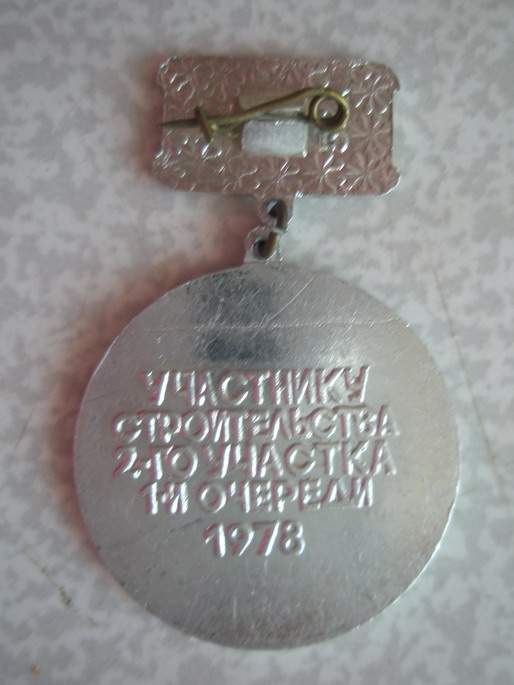 УЧАСТНИКУ
СТРОИТЕЛЬСТВА
2-ГО УЧАСТКА
1-Й ОЧЕРЕДИ
1978